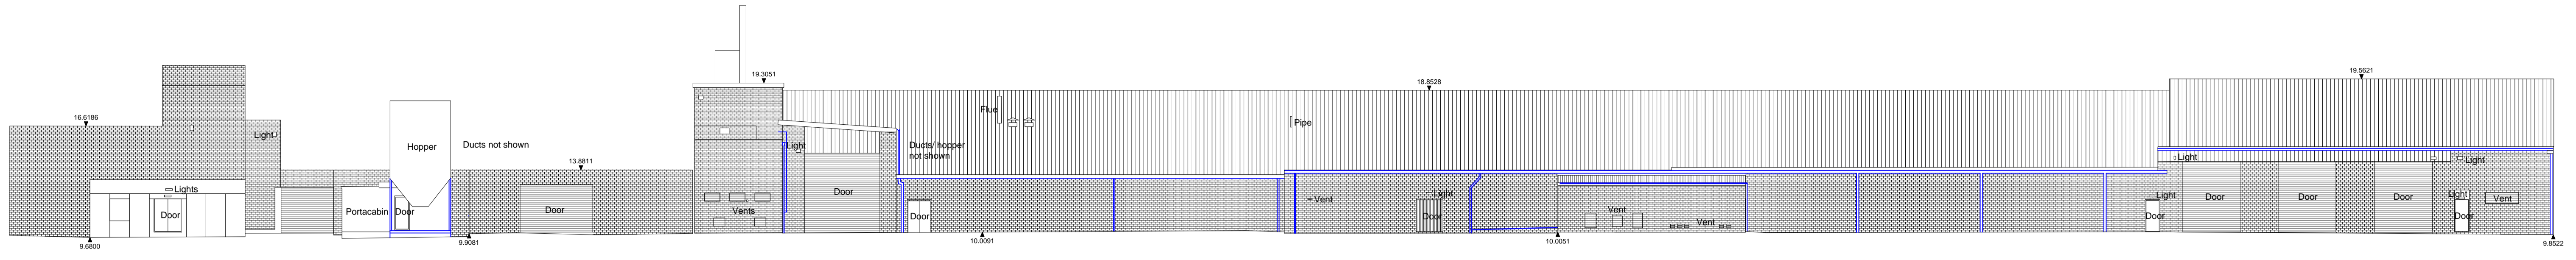 16.6186
Light
Lights
Door
9.6800
Portacabin
Hopper
Door
Ducts not shown
9.9081
13.8811
Door
19.3051
Light
Vents
Door
Ducts/ hopper
not shown
Door
Flue
10.0091
Pipe
Vent
18.8528
Light
Door
10.0051
Vent
Vent
Light
Door
Light
Door
Door
Door
19.5621
Light
Light
Door
Vent
9.8522